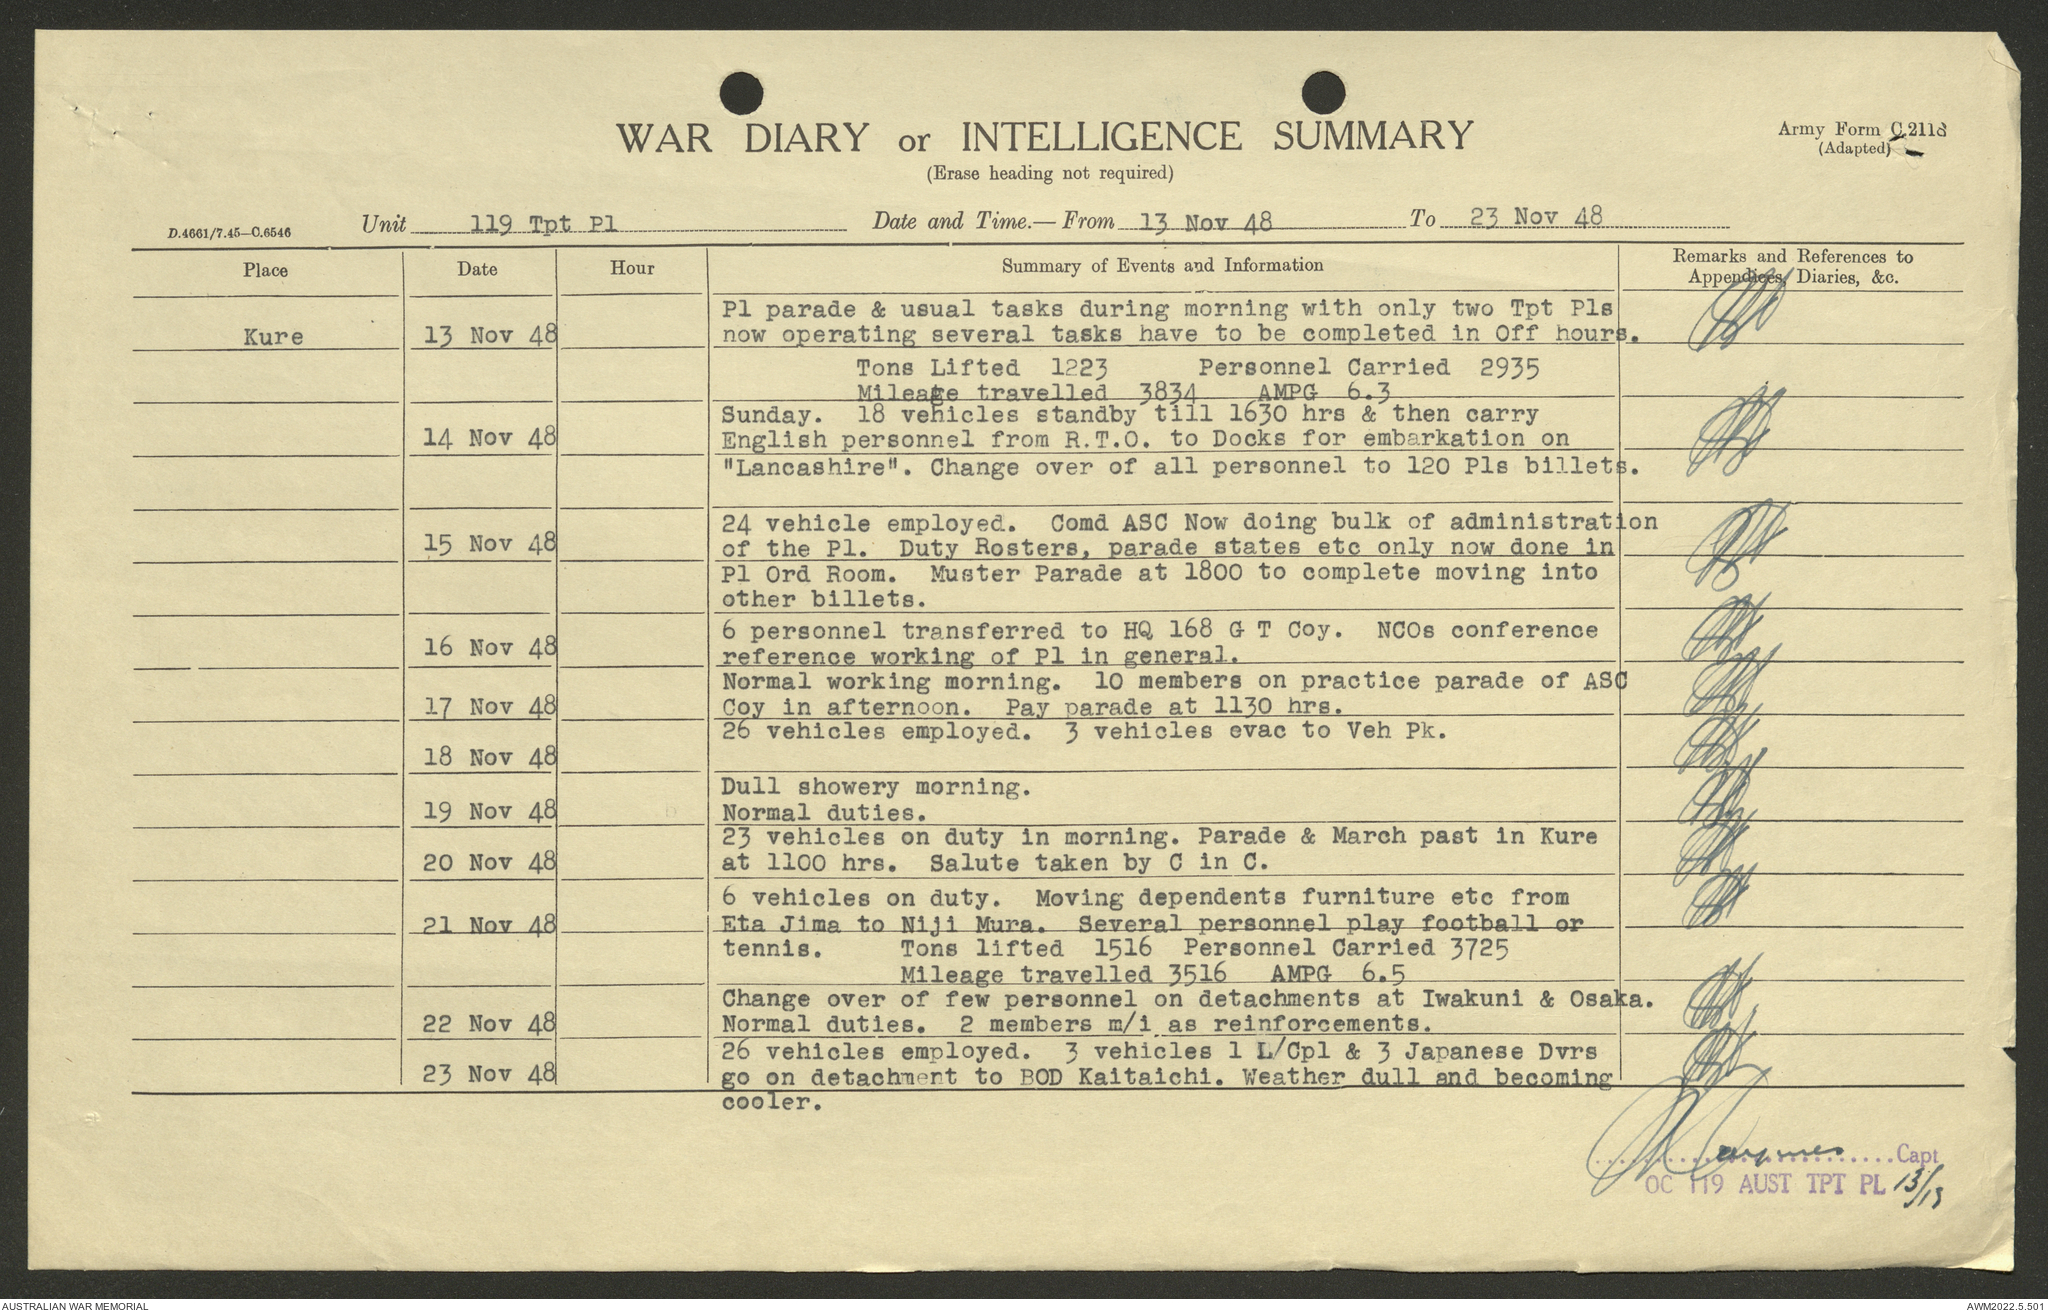 WAR DIARY or INTELLIGENCE SUMMARY
(Erase heading not required)
Army Form C.2118
(Adapted)
D.4661/7.45—C.6546
Unit 119 Tpt Pl Date and Time.— From 13 Nov 48 To 23 Nov 48
Place Date Hour Summary of Events and Information Remarks and References to
Appendices, Diaries, &c.
Pl parade & usual tasks during morning with only two Tpt Pls
Kure 13 Nov 48 now operating several tasks have to be completed in Off hours.
Tons Lifted 1223 Personnel Carried 2935
Mileage travelled 3834 AMPG 6.3
Sunday. 18 vehicles standby till 1630 hrs & then carry
14 Nov 48 English personnel from R.T.O. to Docks for embarkation on
"Lancashire". Change over of all personnel to 120 Pls billets.
24 vehicle employed. Comd ASC Now doing bulk of administration
15 Nov 48 of the Pl. Duty Rosters, parade states etc only now done in
Pl Ord Room. Muster Parade at 1800 to complete moving into
other billets.
6 personnel transferred to HQ 168 G T Coy. NCOs conference
16 Nov 48 reference working of Pl in general.
Normal working morning. 10 members on practice parade of ASC
17 Nov 48 Coy in afternoon. Pay parade at 1130 hrs.
26 vehicles employed. 3 vehicles evac to Veh Pk.
18 Nov 48
Dull showery morning.
19 Nov 48 Normal duties.
23 vehicles on duty in morning. Parade & March past in Kure
20 Nov 48 at 1100 hrs. Salute taken by C in C.
6 vehicles on duty. Moving dependents furniture etc from
21 Nov 48 Eta Jima to Niji Mura. Several personnel play football or
tennis. Tons lifted 1516 Personnel Carried 3725
Mileage travelled 3516 AMPG 6.5
Change over of few personnel on detachments at Iwakuni & Osaka.
22 Nov 48 Normal duties. 2 members m/i as reinforcements.
26 vehicles employed. 3 vehicles 1 L/Cpl & 3 Japanese Dvrs
23 Nov 48 go on detachment to BOD Kaitaichi. Weather dull and becoming
cooler.
Capt
OC 119 AUST TPT PL
AUSTRALIAN WAR MEMORIAL
AWM2022.5.501